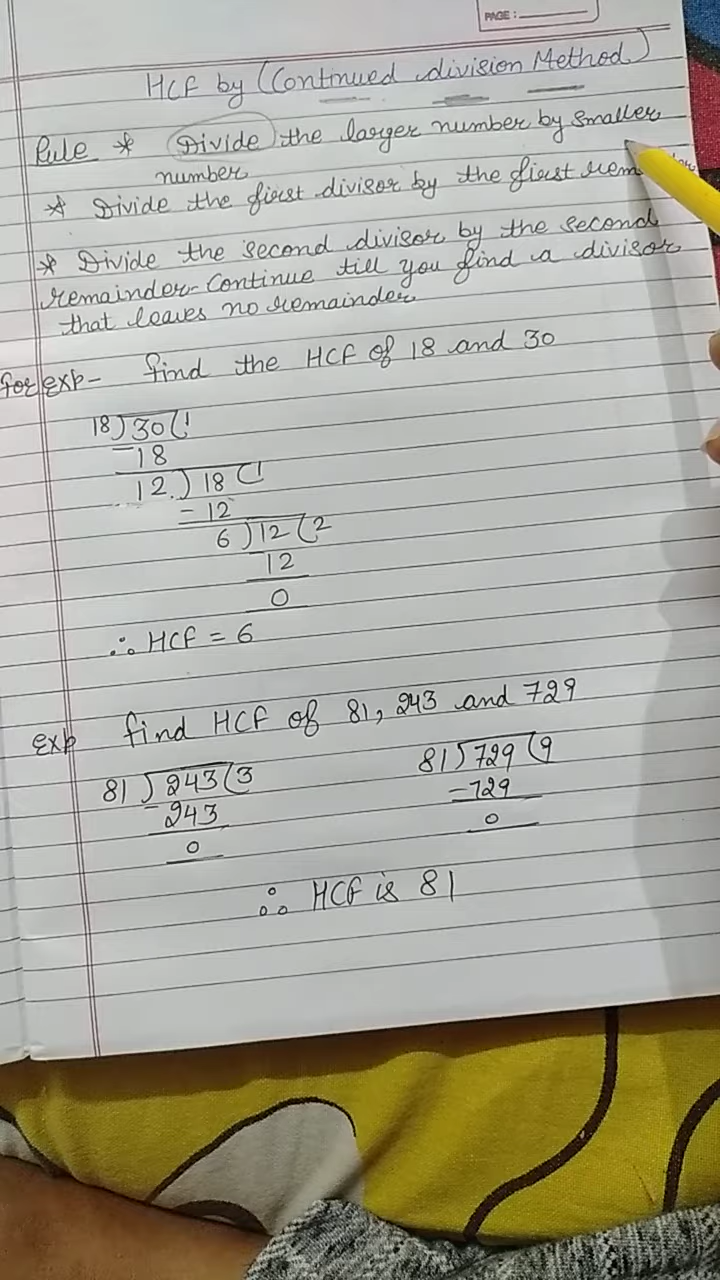 PAGE :
HCF by (Continued division Method)
Rule * Divide the larger number by smaller
number
* Divide the first divisor by the first
* Divide the second divisor by the second
remainder-Continue till you find a divisor
that leaves no remainder
for exp- find the HCF of 18 and 30
18)30(1
-18
12)18(1
-12
6)12(2
12
0
∴ HCF = 6
exp find HCF of 81, 243 and 729
81)243(3
-243
0
81)729(9
-729
0
∴ HCF is 81